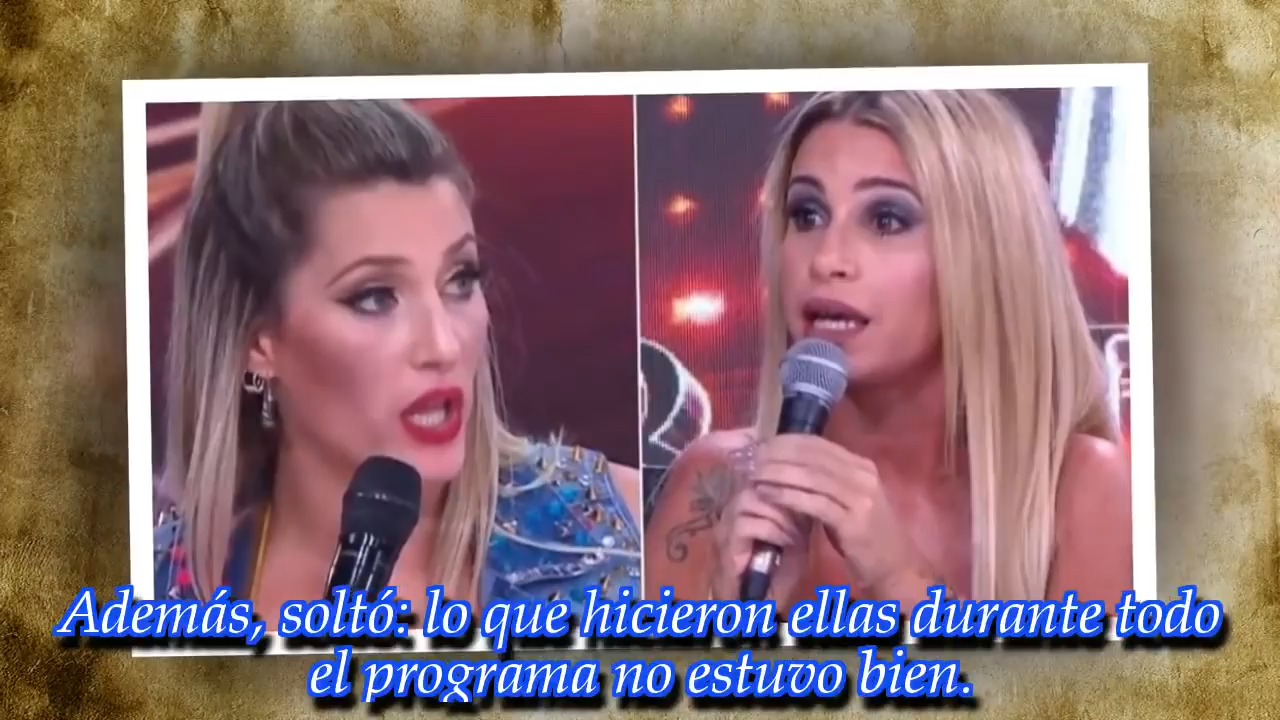 Además, soltó: lo que hicieron ellas durante todo
el programa no estuvo bien.